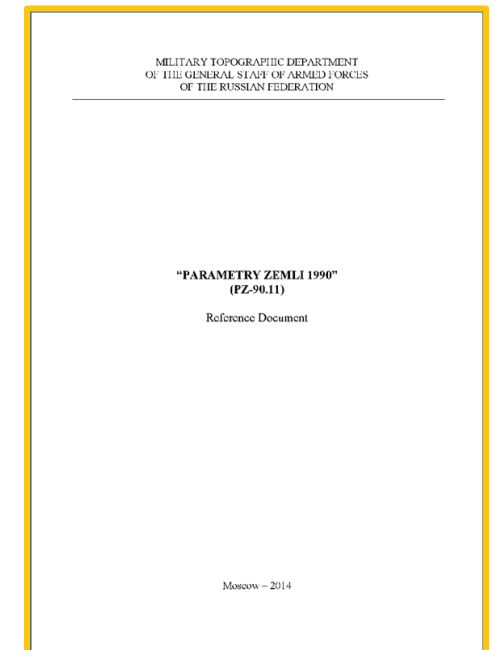 MILITARY TOPOGRAPHIC DEPARTMENT
OF THE GENERAL STAFF OF ARMED FORCES
OF THE RUSSIAN FEDERATION
“PARAMETRY ZEMLI 1990”
(PZ-90.11)
Reference Document
Moscow – 2014